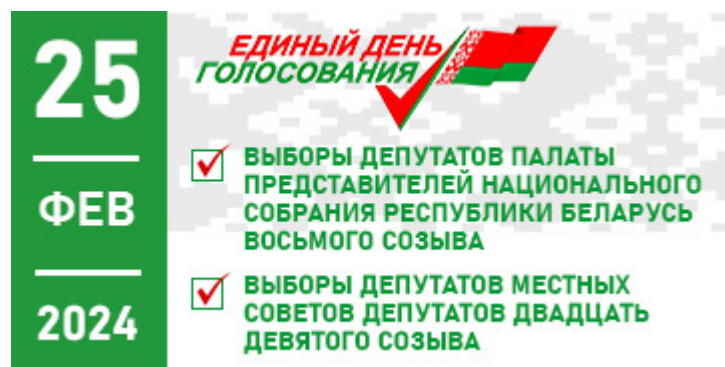 25
ФЕВ
2024
ЕДИНЫЙ ДЕНЬ
ГОЛОСОВАНИЯ
ВЫБОРЫ ДЕПУТАТОВ ПАЛАТЫ
ПРЕДСТАВИТЕЛЕЙ НАЦИОНАЛЬНОГО
СОБРАНИЯ РЕСПУБЛИКИ БЕЛАРУСЬ
ВОСЬМОГО СОЗЫВА
ВЫБОРЫ ДЕПУТАТОВ МЕСТНЫХ
СОВЕТОВ ДЕПУТАТОВ ДВАДЦАТЬ
ДЕВЯТОГО СОЗЫВА